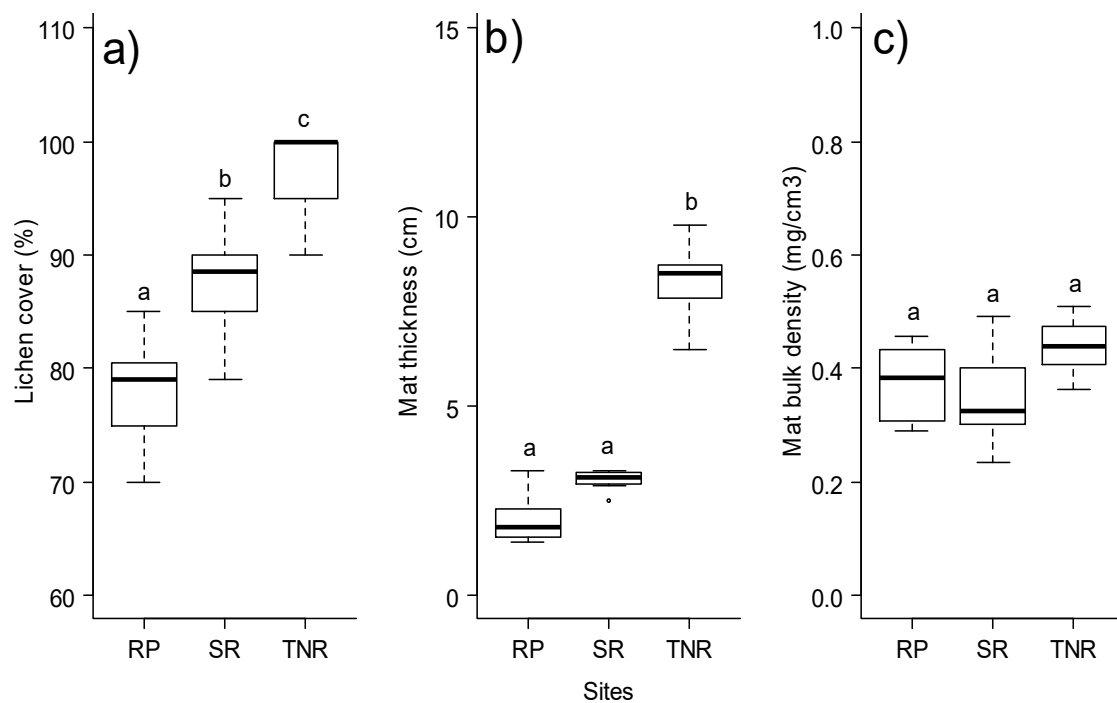 a)
Lichen cover (%)
110
100
90
80
70
60
a
b
c
RP SR TNR
b)
Mat thickness (cm)
15
10
5
0
a
a
b
RP SR TNR
Sites
c)
Mat bulk density (mg/cm3)
1.0
0.8
0.6
0.4
0.2
0.0
a
a
a
RP SR TNR